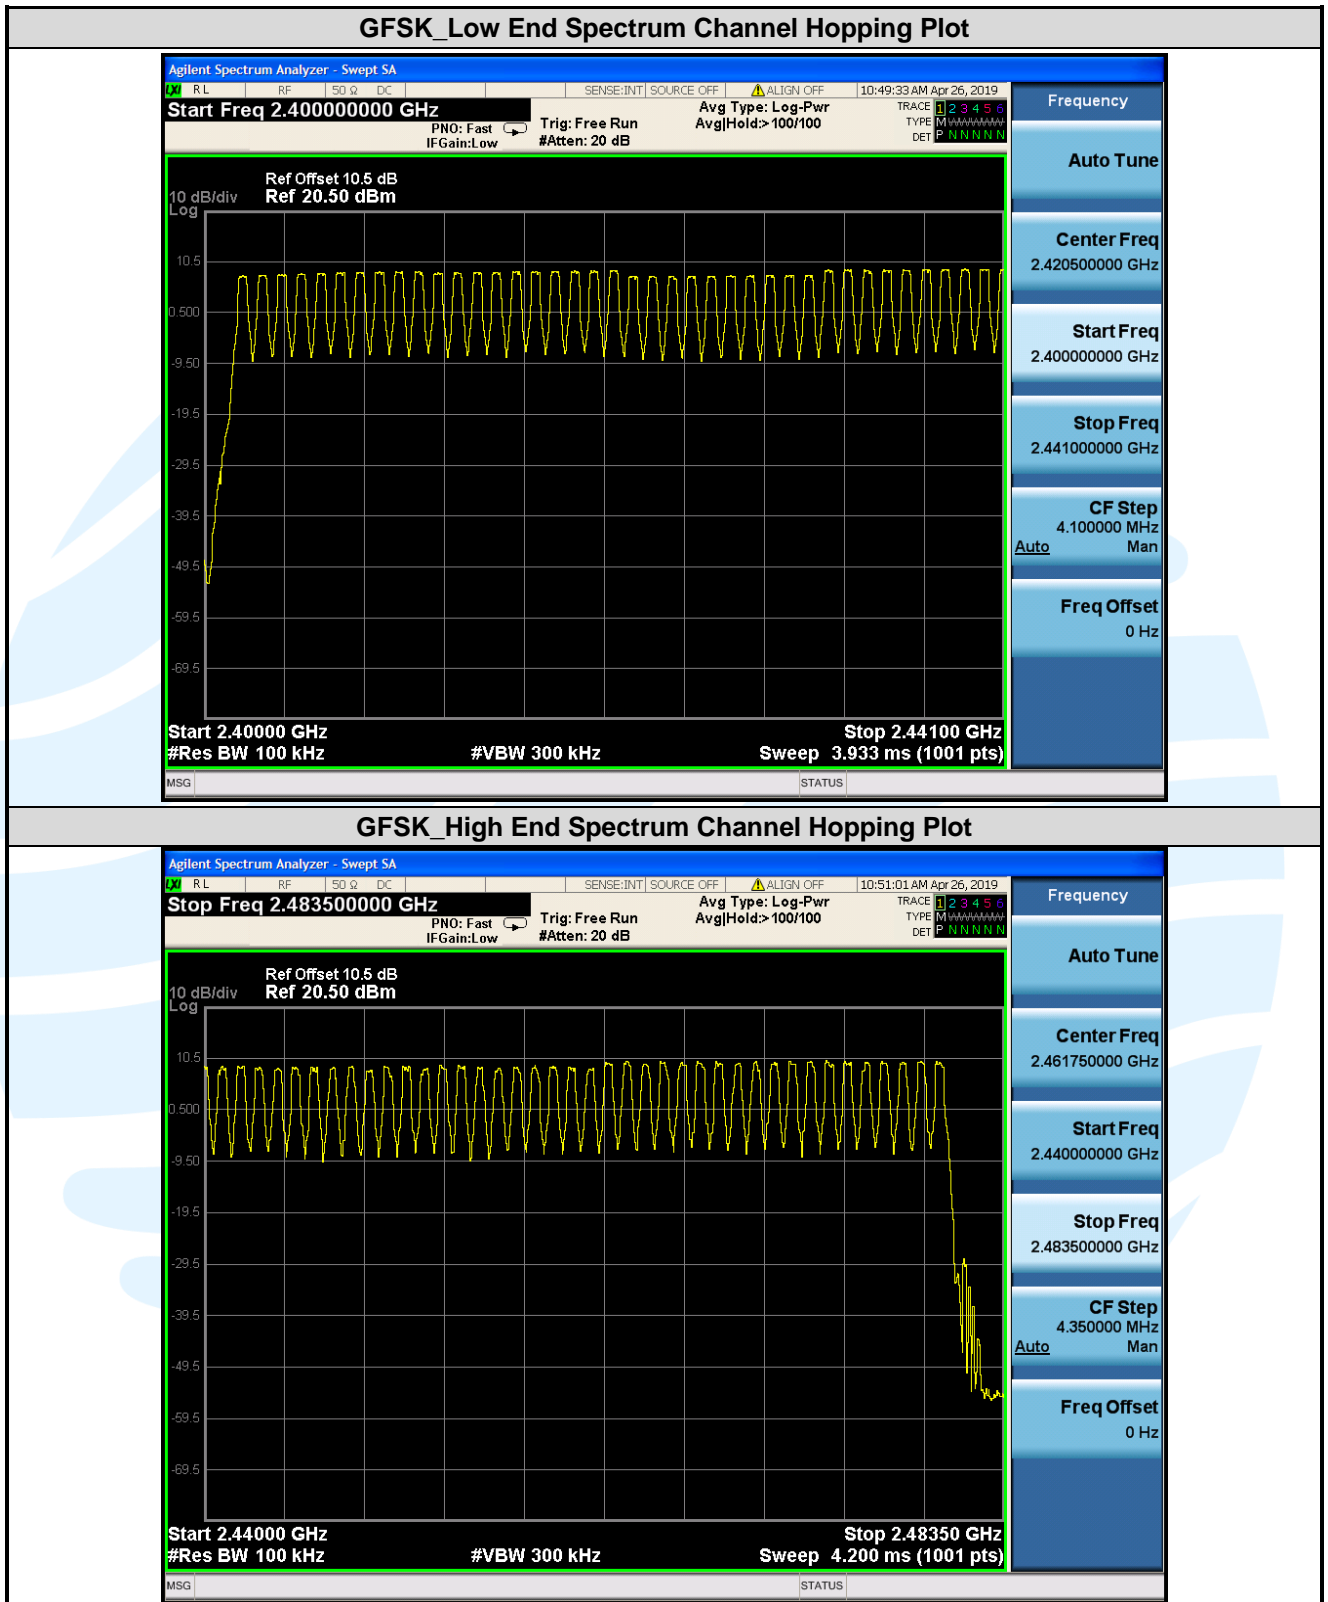 GFSK_Low End Spectrum Channel Hopping Plot
Agilent Spectrum Analyzer - Swept SA
LXI RL RF 50 Ω DC SENSE:INT SOURCE OFF ALIGN OFF 10:49:33 AM Apr 26, 2019
Start Freq 2.400000000 GHz
PNO: Fast
IFGain:Low
Trig: Free Run
#Atten: 20 dB
Avg Type: Log-Pwr
Avg|Hold:>100/100
TRACE 1 2 3 4 5 6
TYPE M WWWWW
DET P N N N N N
Ref Offset 10.5 dB
10 dB/div Ref 20.50 dBm
Log
10.5
0.500
-9.50
-19.5
-29.5
-39.5
-49.5
-59.5
-69.5
Start 2.40000 GHz
Stop 2.44100 GHz
#Res BW 100 kHz
#VBW 300 kHz
Sweep 3.933 ms (1001 pts)
MSG
STATUS
Frequency
Auto Tune
Center Freq
2.420500000 GHz
Start Freq
2.400000000 GHz
Stop Freq
2.441000000 GHz
CF Step
4.100000 MHz
Auto Man
Freq Offset
0 Hz
GFSK_High End Spectrum Channel Hopping Plot
Agilent Spectrum Analyzer - Swept SA
LXI RL RF 50 Ω DC SENSE:INT SOURCE OFF ALIGN OFF 10:51:01 AM Apr 26, 2019
Stop Freq 2.483500000 GHz
PNO: Fast
IFGain:Low
Trig: Free Run
#Atten: 20 dB
Avg Type: Log-Pwr
Avg|Hold:>100/100
TRACE 1 2 3 4 5 6
TYPE M WWWWW
DET P N N N N N
Ref Offset 10.5 dB
10 dB/div Ref 20.50 dBm
Log
10.5
0.500
-9.50
-19.5
-29.5
-39.5
-49.5
-59.5
-69.5
Start 2.44000 GHz
Stop 2.48350 GHz
#Res BW 100 kHz
#VBW 300 kHz
Sweep 4.200 ms (1001 pts)
MSG
STATUS
Frequency
Auto Tune
Center Freq
2.461750000 GHz
Start Freq
2.440000000 GHz
Stop Freq
2.483500000 GHz
CF Step
4.350000 MHz
Auto Man
Freq Offset
0 Hz